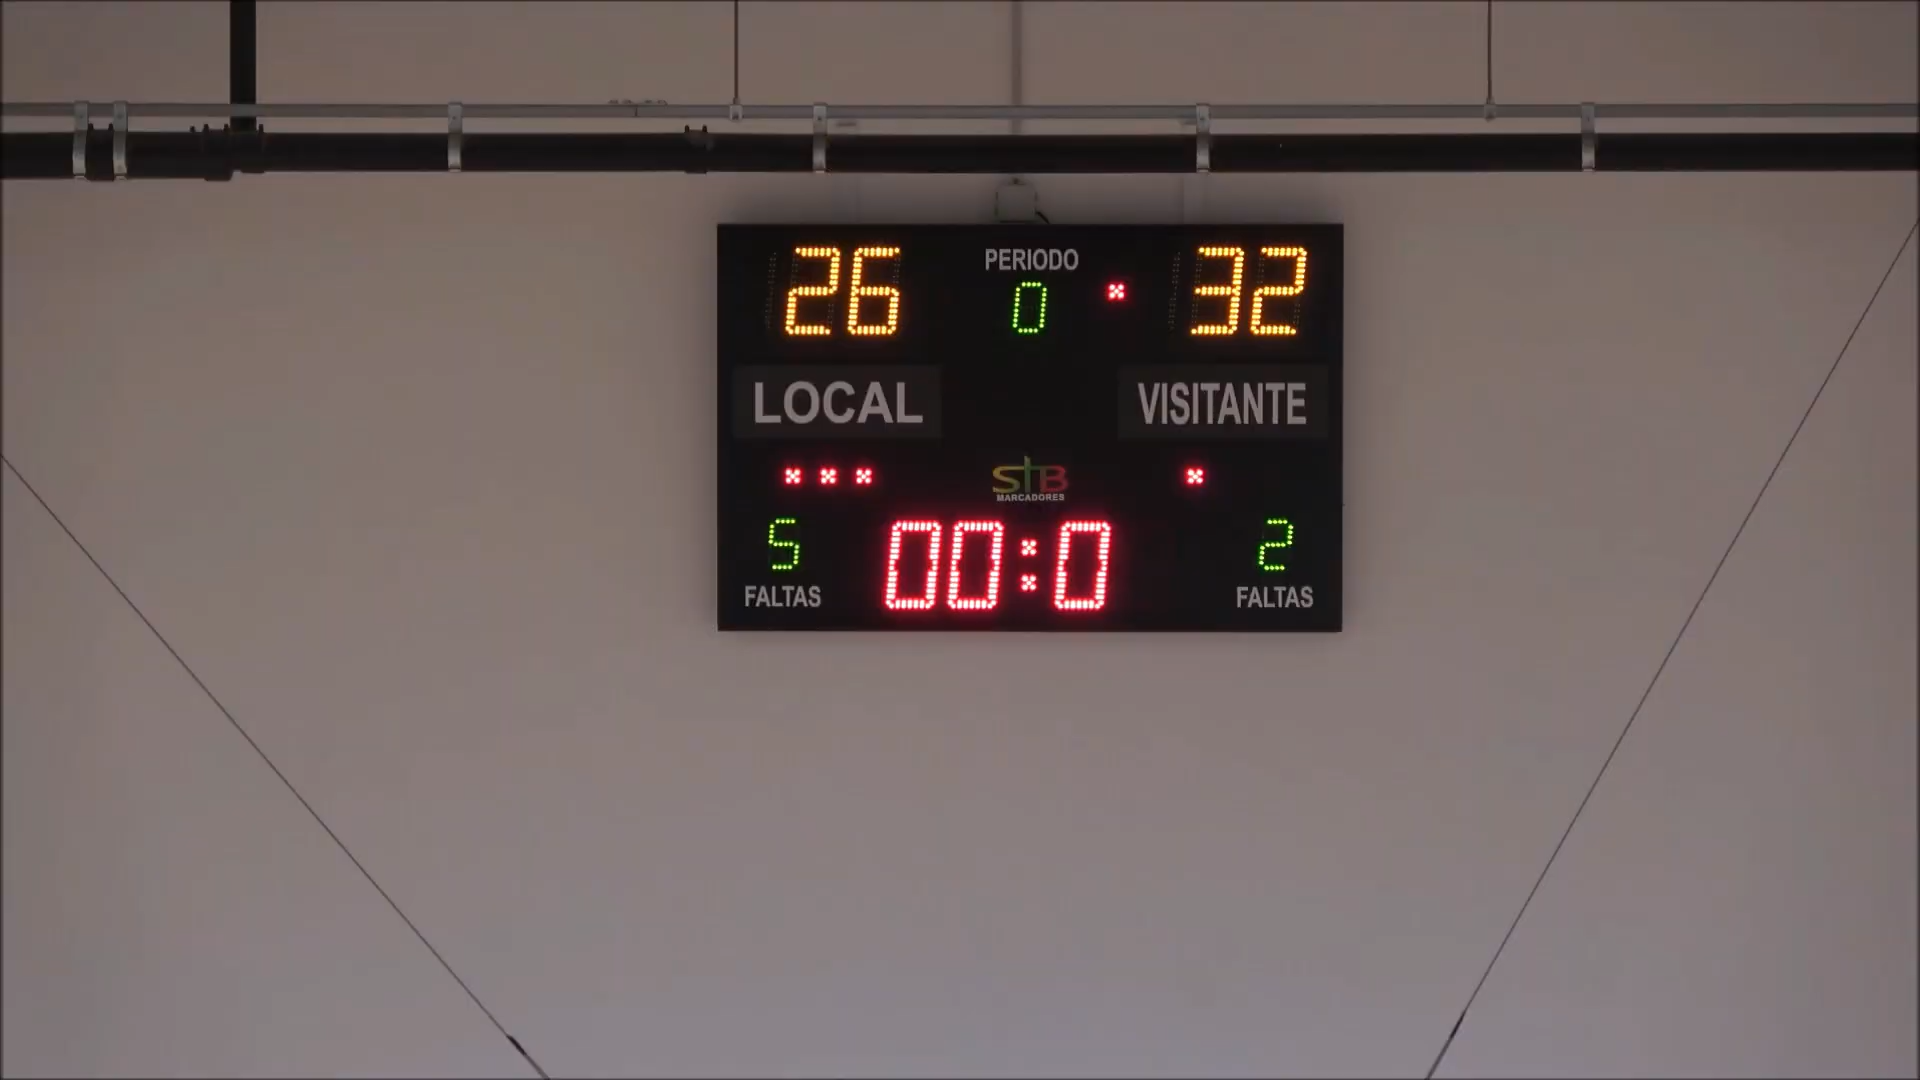 26 PERIODO 32
0
LOCAL VISITANTE
StB
MARCADORES
5 00:0 2
FALTAS FALTAS